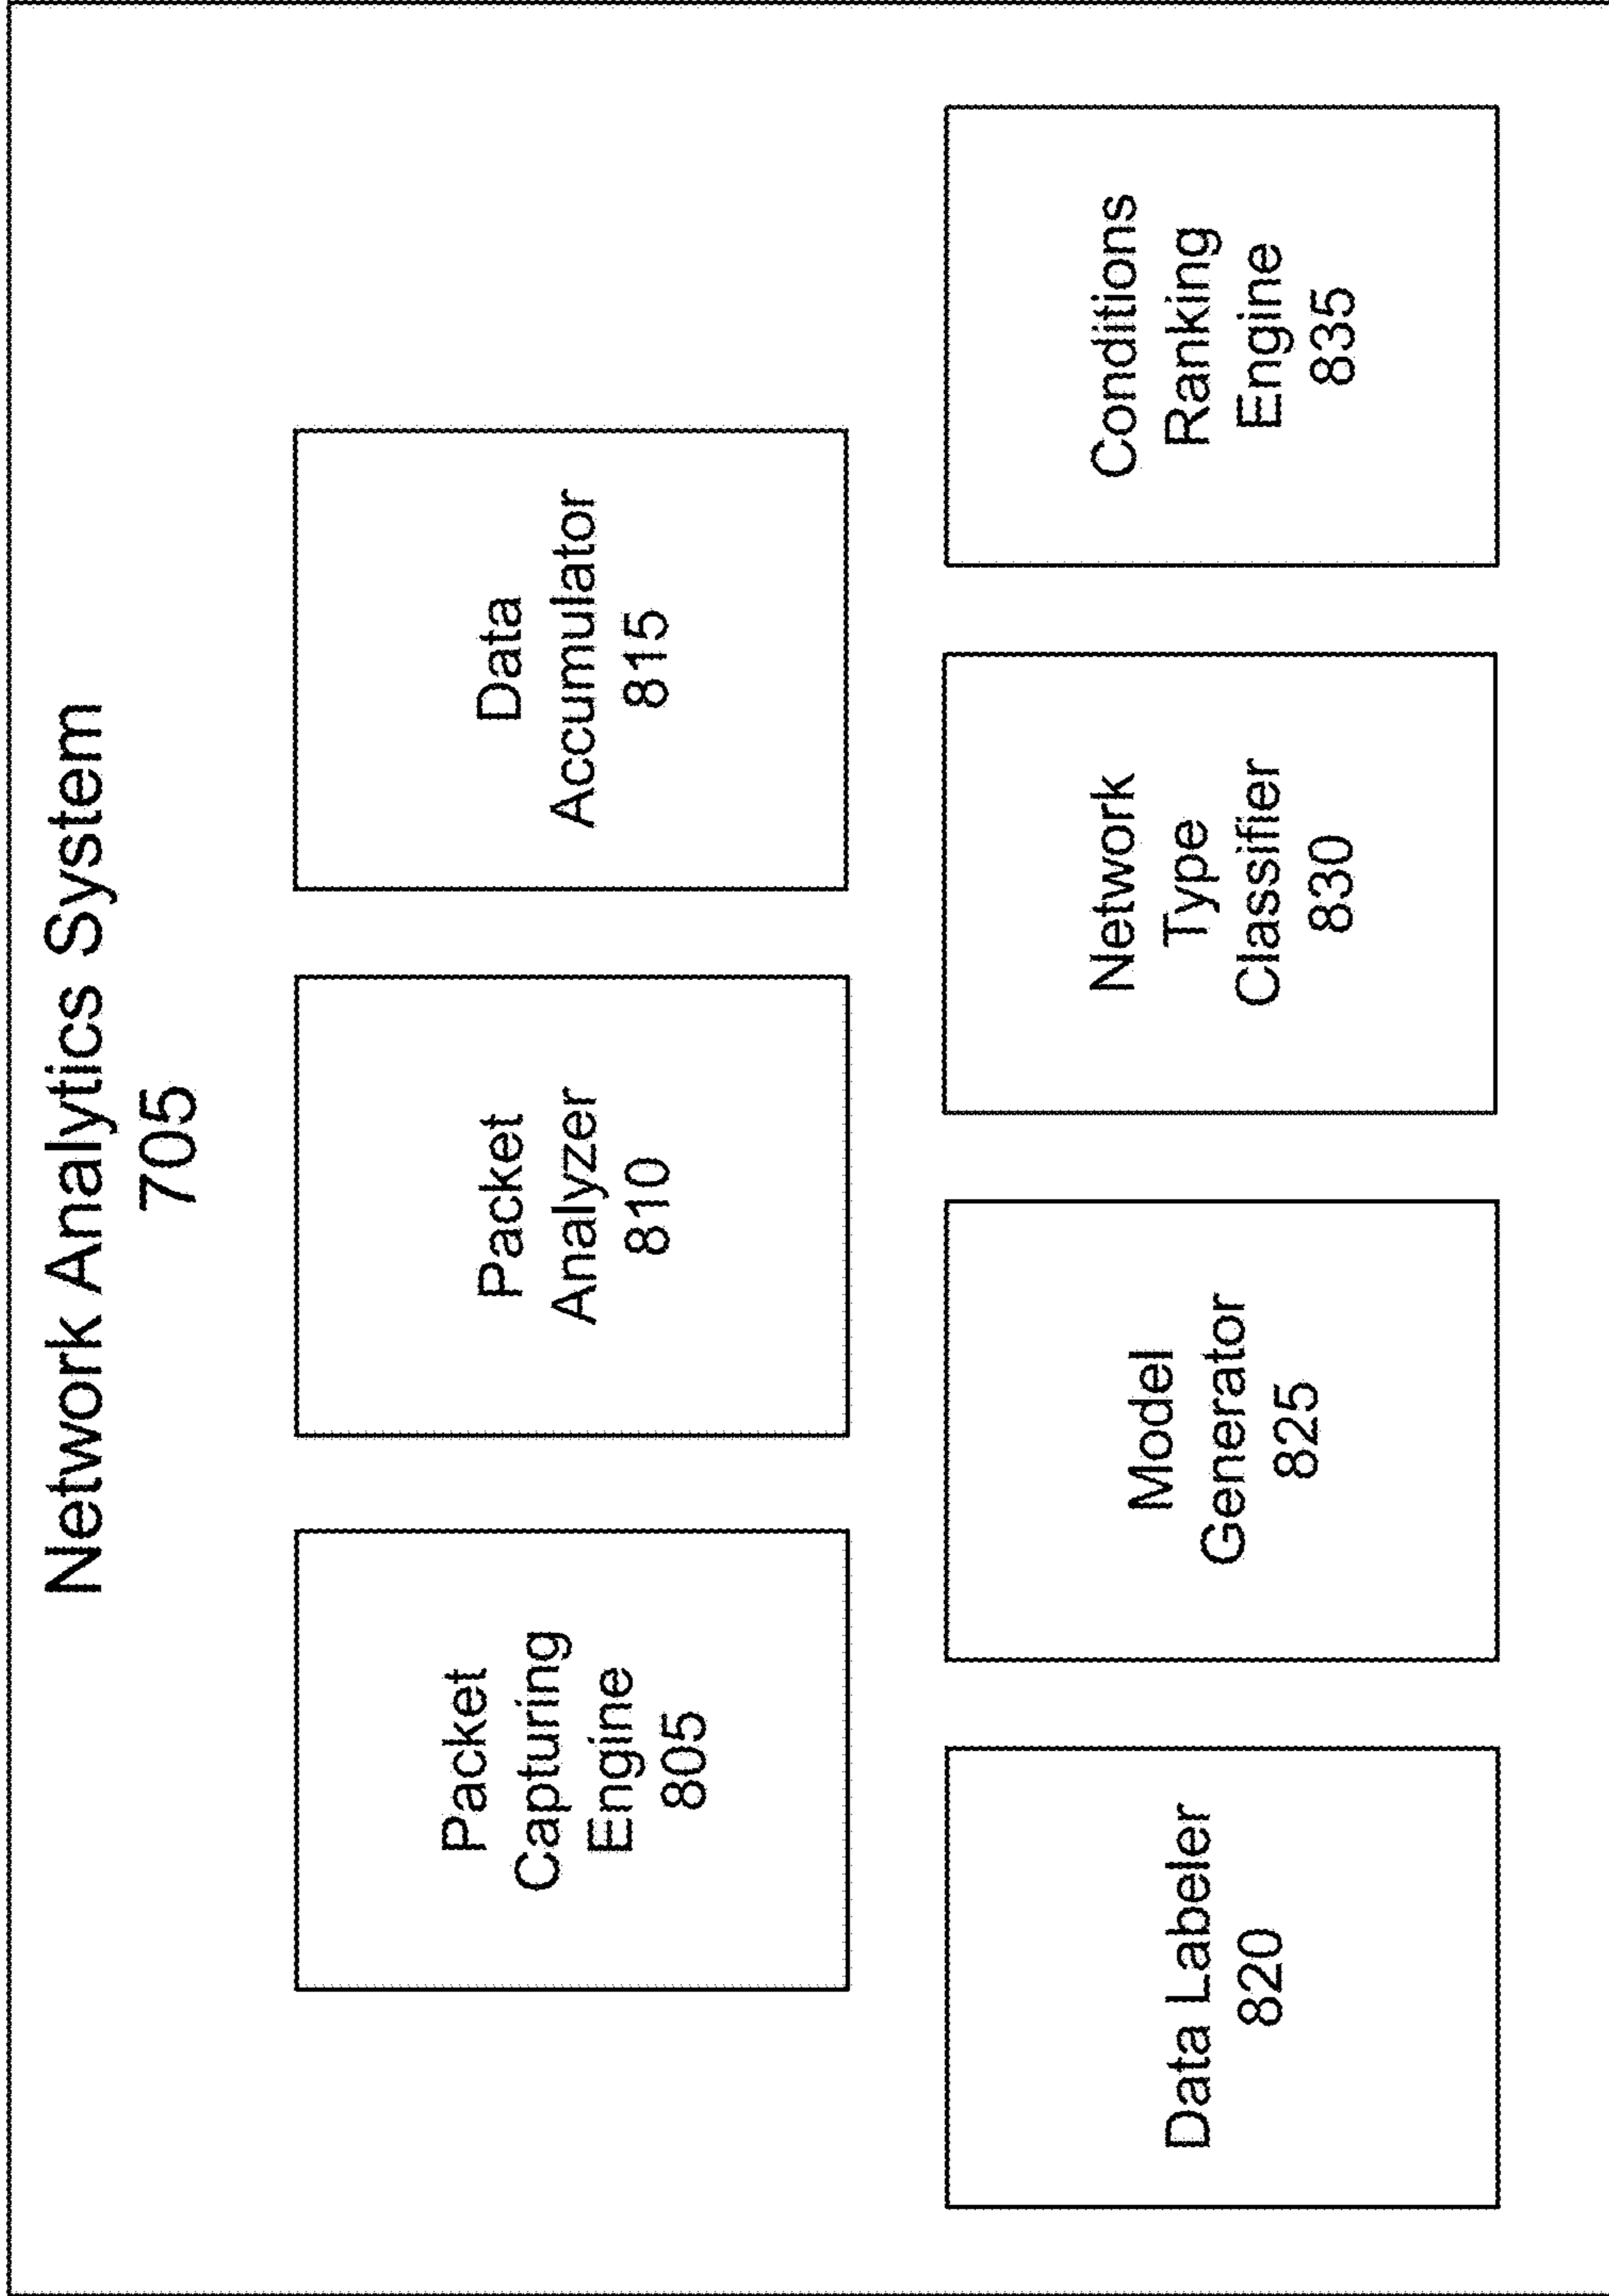 Network Analytics System
705
Packet
Capturing
Engine
805
Packet
Analyzer
810
Data
Accumulator
815
Data Labeler
820
Model
Generator
825
Network
Type
Classifier
830
Conditions
Ranking
Engine
835